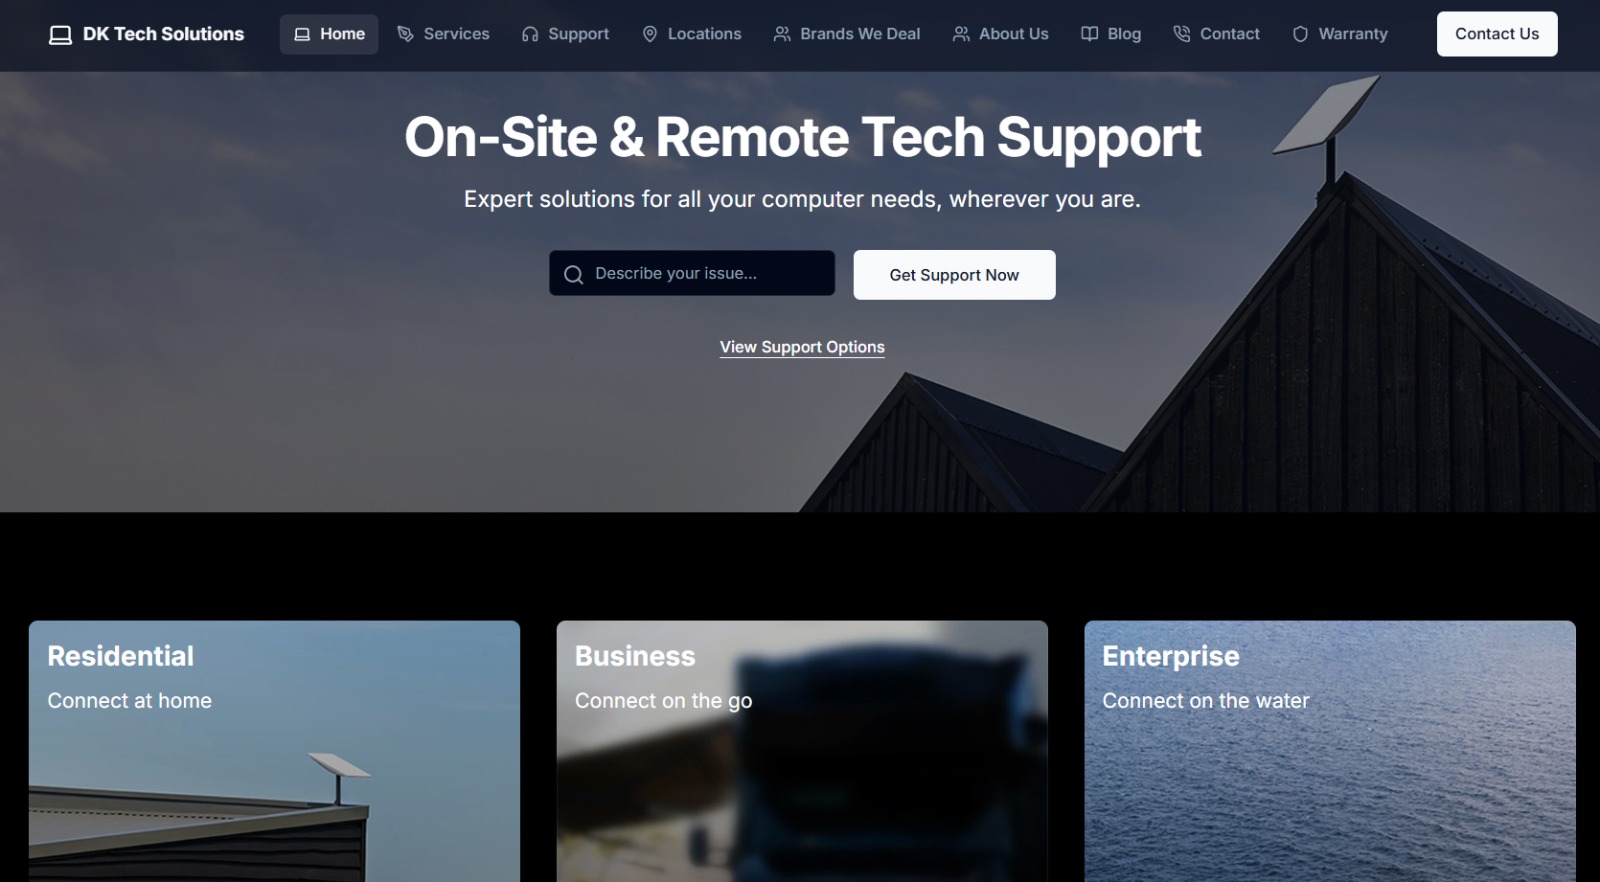 DK Tech Solutions Home Services Support Locations Brands We Deal About Us Blog Contact Warranty Contact Us
On-Site & Remote Tech Support
Expert solutions for all your computer needs, wherever you are.
Describe your issue... Get Support Now
View Support Options
Residential
Connect at home
Business
Connect on the go
Enterprise
Connect on the water